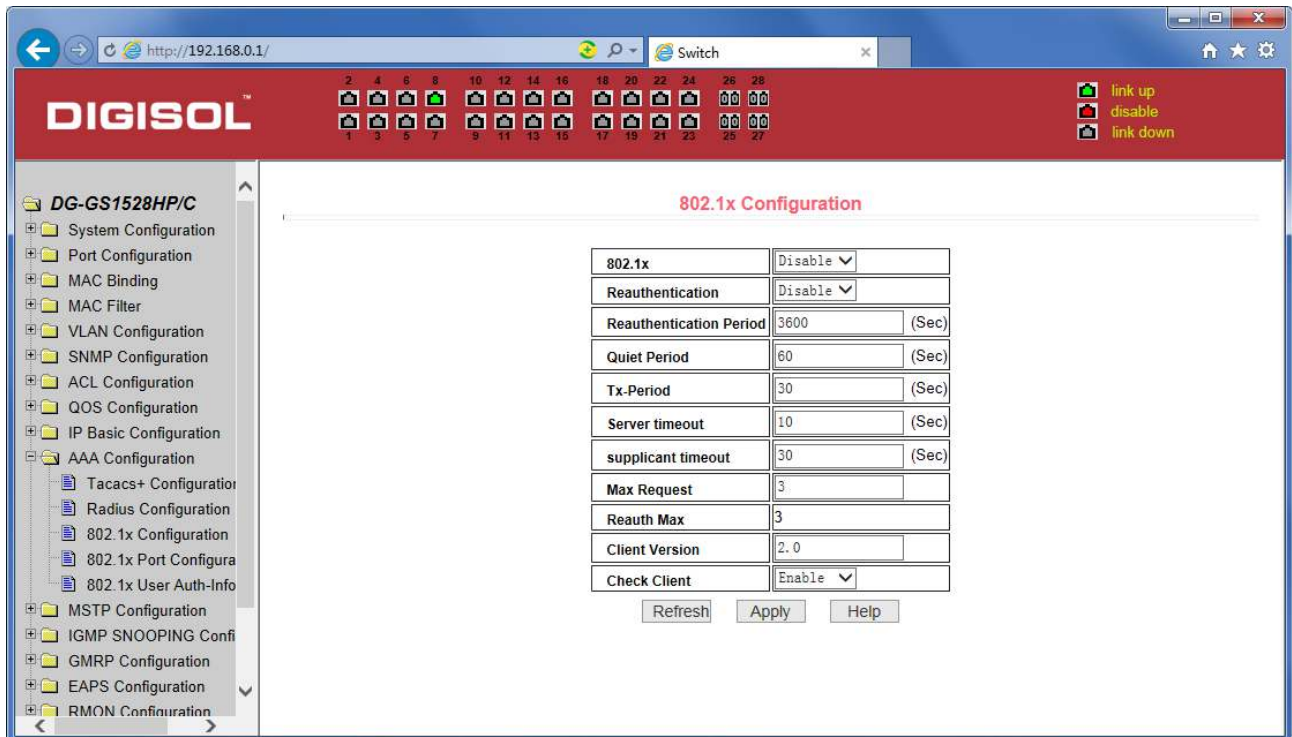 http://192.168.0.1/
Switch
DIGISOL™
2 4 6 8 10 12 14 16 18 20 22 24 26 28
1 3 5 7 9 11 13 15 17 19 21 23 25 27
link up
disable
link down
DG-GS1528HP/C
System Configuration
Port Configuration
MAC Binding
MAC Filter
VLAN Configuration
SNMP Configuration
ACL Configuration
QOS Configuration
IP Basic Configuration
AAA Configuration
Tacacs+ Configuration
Radius Configuration
802.1x Configuration
802.1x Port Configura
802.1x User Auth-Info
MSTP Configuration
IGMP SNOOPING Confi
GMRP Configuration
EAPS Configuration
RMON Configuration
802.1x Configuration
802.1x Disable
Reauthentication Disable
Reauthentication Period 3600 (Sec)
Quiet Period 60 (Sec)
Tx-Period 30 (Sec)
Server timeout 10 (Sec)
supplicant timeout 30 (Sec)
Max Request 3
Reauth Max 3
Client Version 2.0
Check Client Enable
Refresh Apply Help